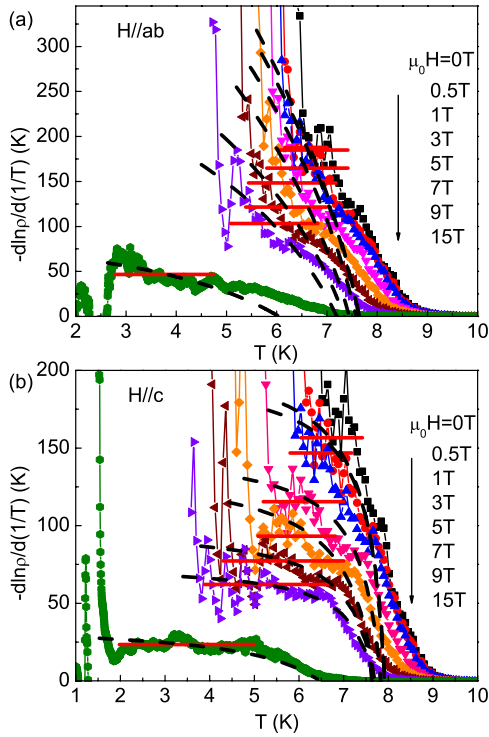 (a)
H//ab
μ0H=0T
0.5T
1T
3T
5T
7T
9T
15T
-dlnρ/d(1/T) (K)
300
250
200
150
100
50
0
2 3 4 5 6 7 8 9 10
T (K)
(b)
H//c
μ0H=0T
0.5T
1T
3T
5T
7T
9T
15T
-dlnρ/d(1/T) (K)
200
150
100
50
0
1 2 3 4 5 6 7 8 9 10
T (K)